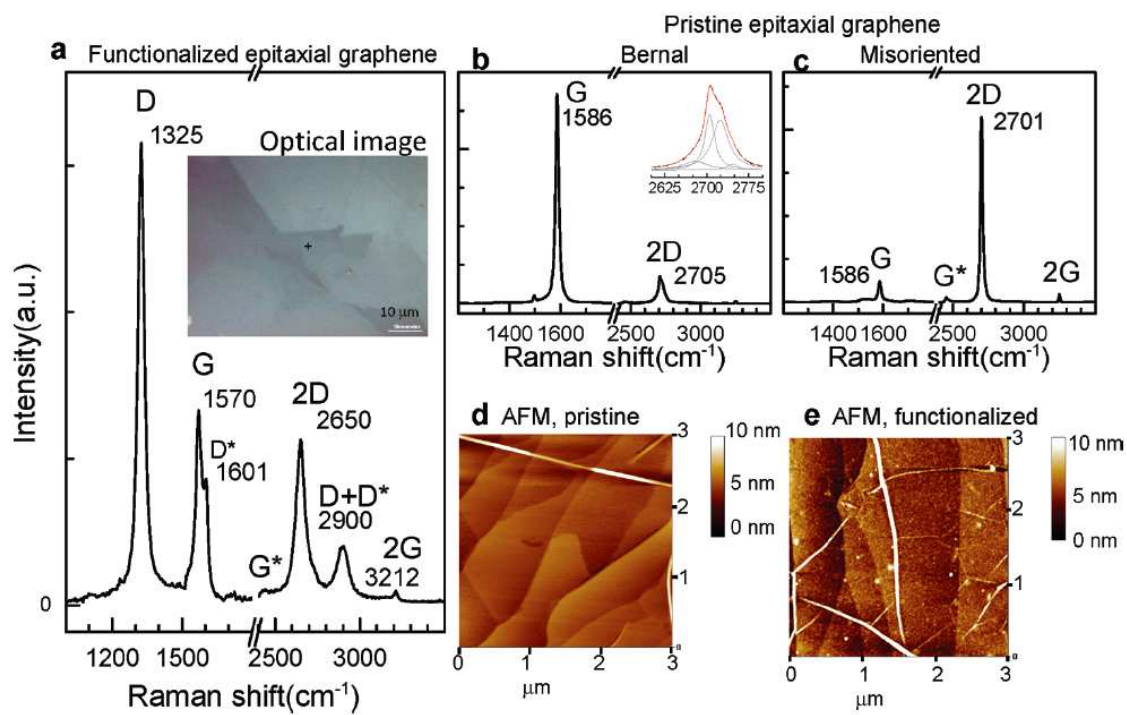 Pristine epitaxial graphene
a Functionalized epitaxial graphene
D
1325
Optical image
10 μm
G
1570
D*
1601
2D
2650
D+D*
2900
G*
2G
3212
Intensity(a.u.)
0
1200 1500 2500 3000
Raman shift(cm-1)
b Bernal
G
1586
2D
2705
2625 2700 2775
1400 1600 2500 3000
Raman shift(cm-1)
c Misoriented
2D
2701
1586
G
G*
2G
1400 1600 2500 3000
Raman shift(cm-1)
d AFM, pristine
10 nm
5 nm
0 nm
3
2
1
0
0 1 2 3
μm
e AFM, functionalized
10 nm
5 nm
0 nm
3
2
1
0
0 1 2 3
μm